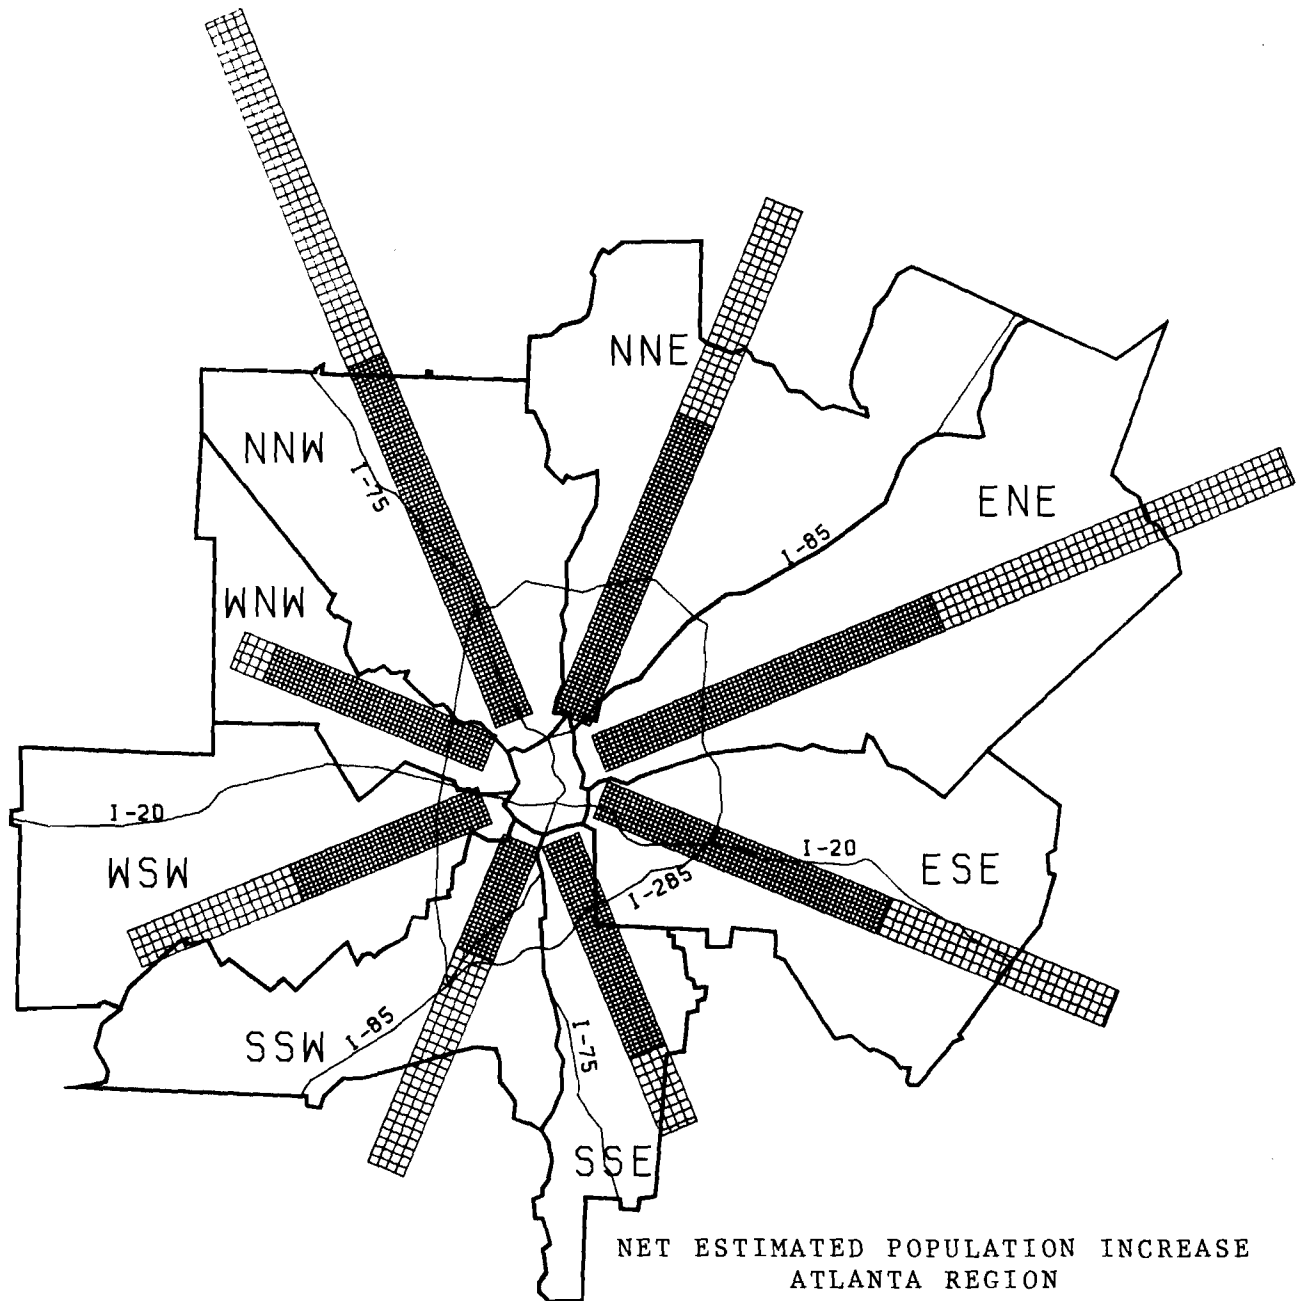 NNE
NNW
I-75
ENE
I-85
WNW
I-20
WSW
I-20
ESE
I-285
I-85
SSW
I-75
SSE
NET ESTIMATED POPULATION INCREASE
ATLANTA REGION